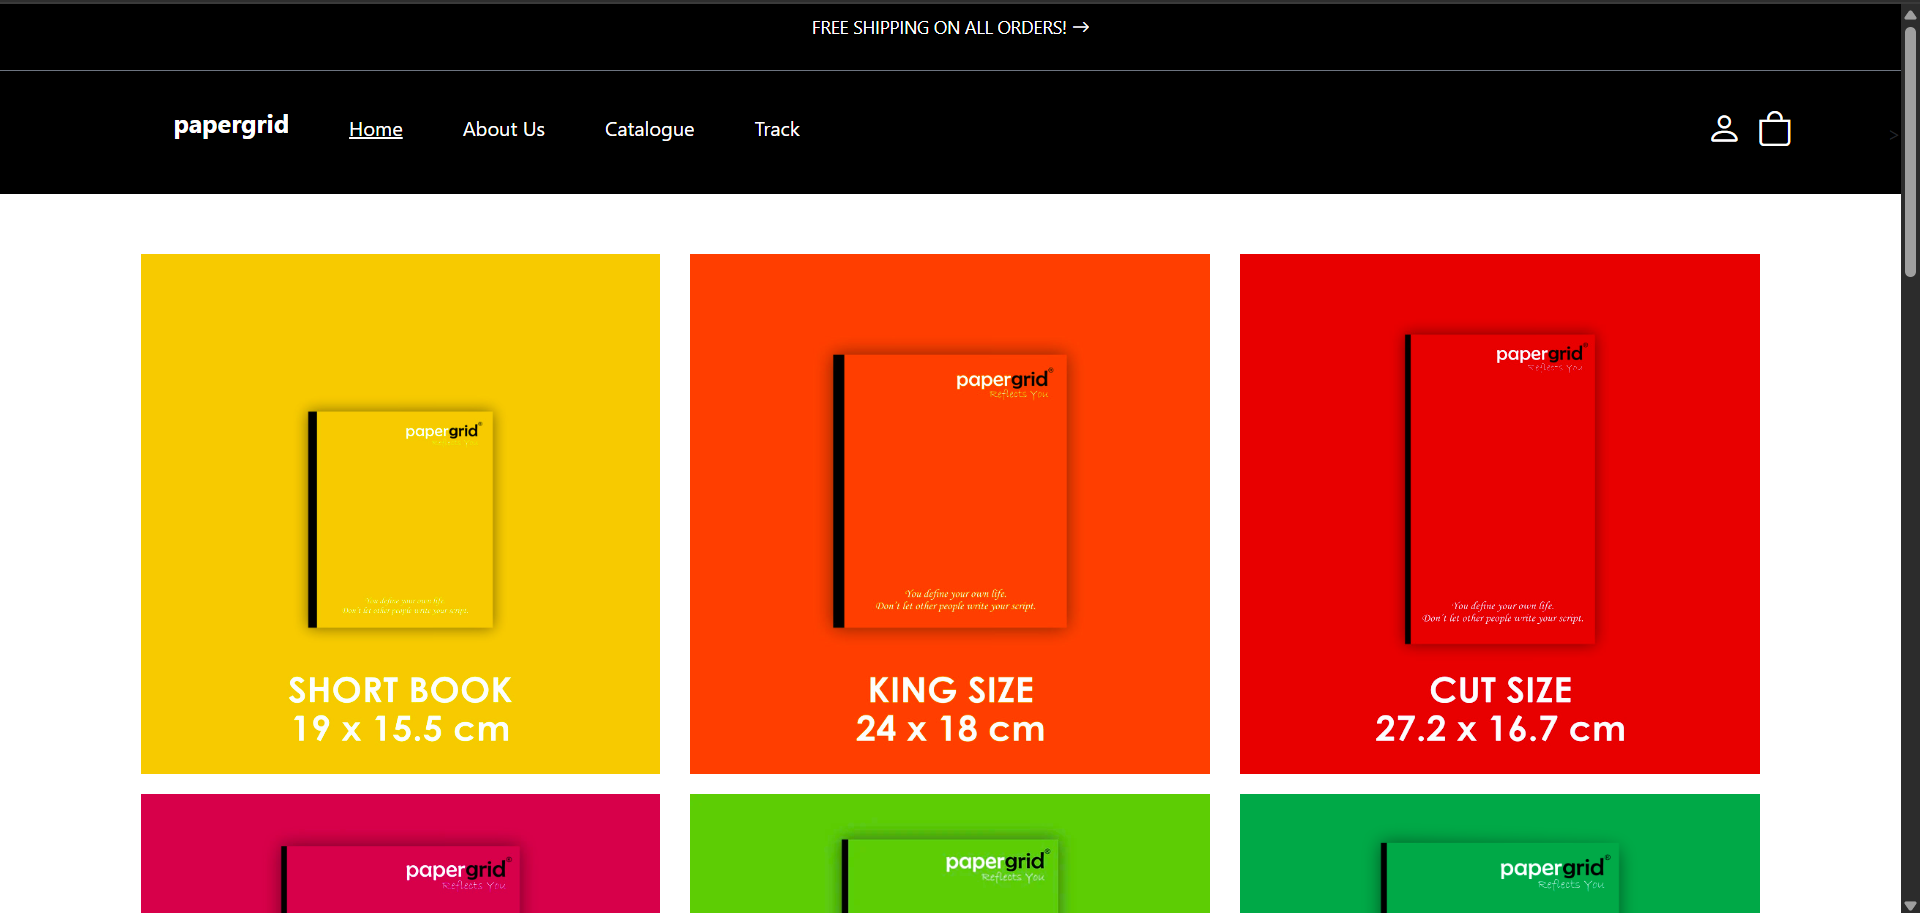 FREE SHIPPING ON ALL ORDERS! →
papergrid Home About Us Catalogue Track
>
papergrid®
Reflects You
You define your own life.
Don't let other people write your script.
SHORT BOOK
19 x 15.5 cm
papergrid®
Reflects You
You define your own life.
Don't let other people write your script.
KING SIZE
24 x 18 cm
papergrid®
Reflects You
You define your own life.
Don't let other people write your script.
CUT SIZE
27.2 x 16.7 cm
papergrid®
Reflects You
papergrid®
Reflects You
papergrid®
Reflects You